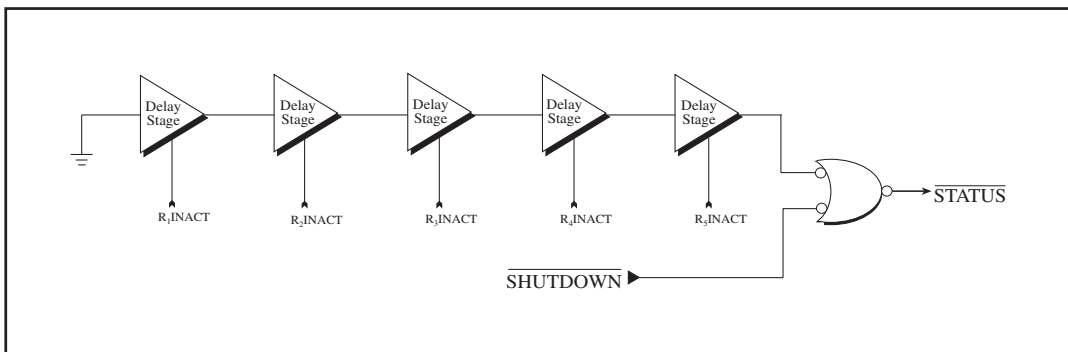 Delay
Stage
Delay
Stage
Delay
Stage
Delay
Stage
Delay
Stage
R₁INACT
R₂INACT
R₃INACT
R₄INACT
R₅INACT
STATUS
SHUTDOWN